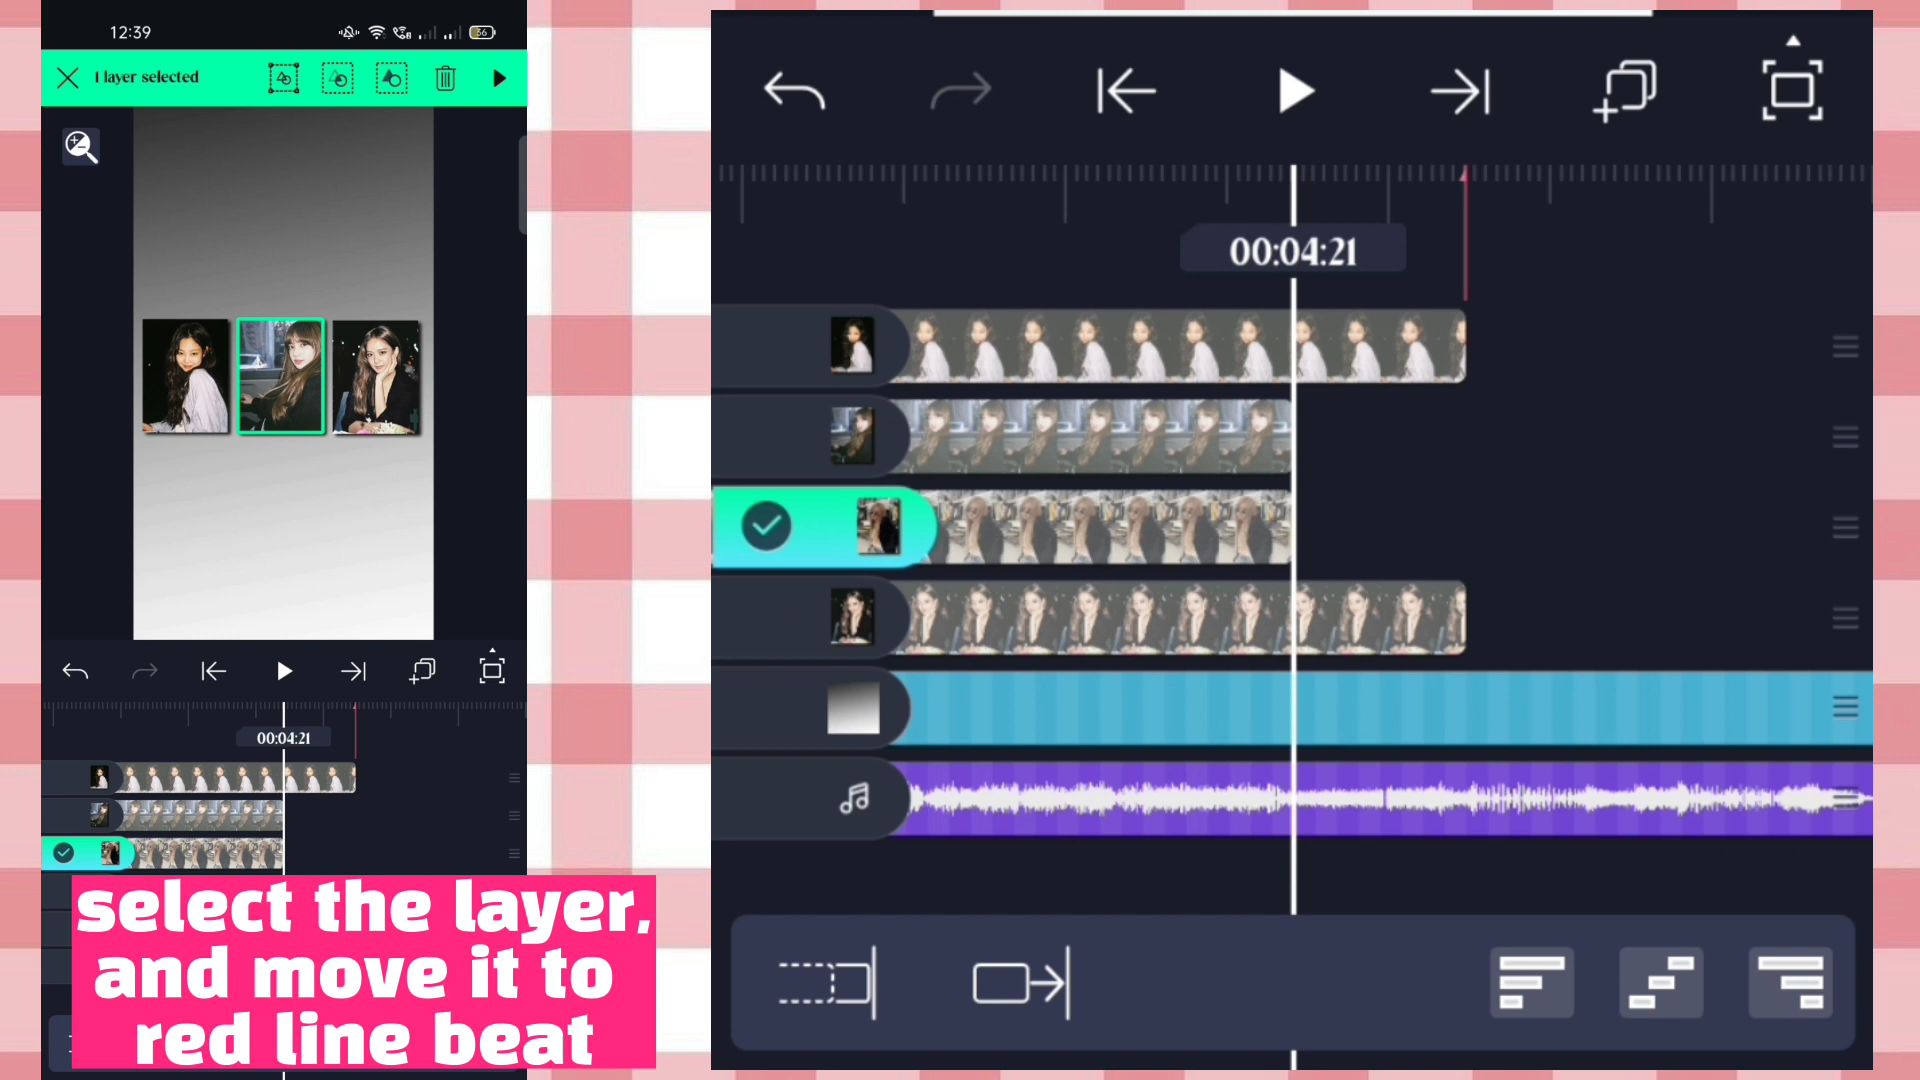 12:39
36
1 layer selected
00:04:21
00:04:21
select the layer,
and move it to
red line beat